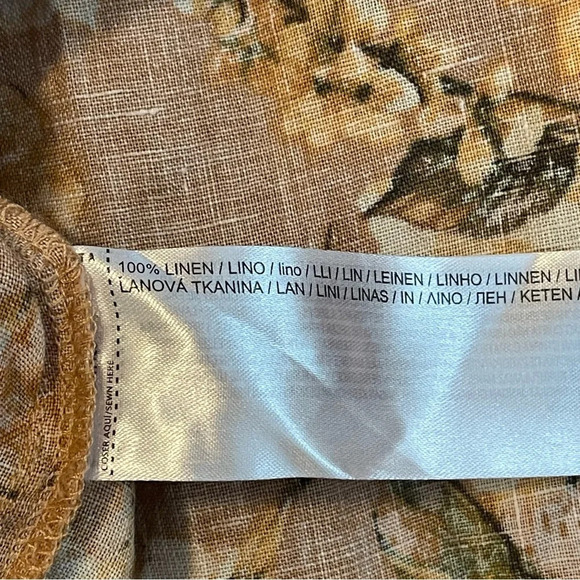 100% LINEN / LINO / lino / LLI / LIN / LEINEN / LINHO / LINNEN /
LANOVÁ TKANINA / LAN / LINI / LINAS / IN / ΛΙΝΟ / ЛЕН / KETEN /
COSER AQUÍ/SEWN HERE